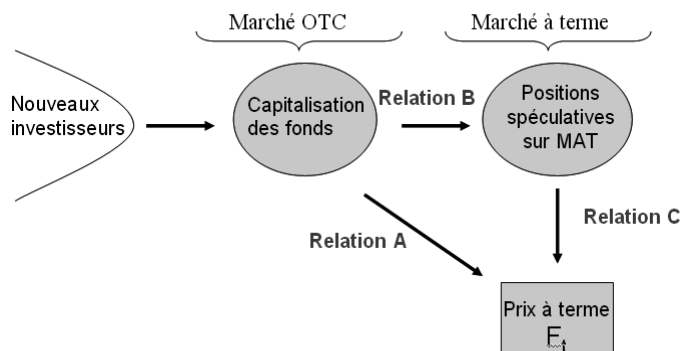 Marché OTC
Marché à terme
Nouveaux
investisseurs
Capitalisation
des fonds
Relation B
Positions
spéculatives
sur MAT
Relation A
Relation C
Prix à terme